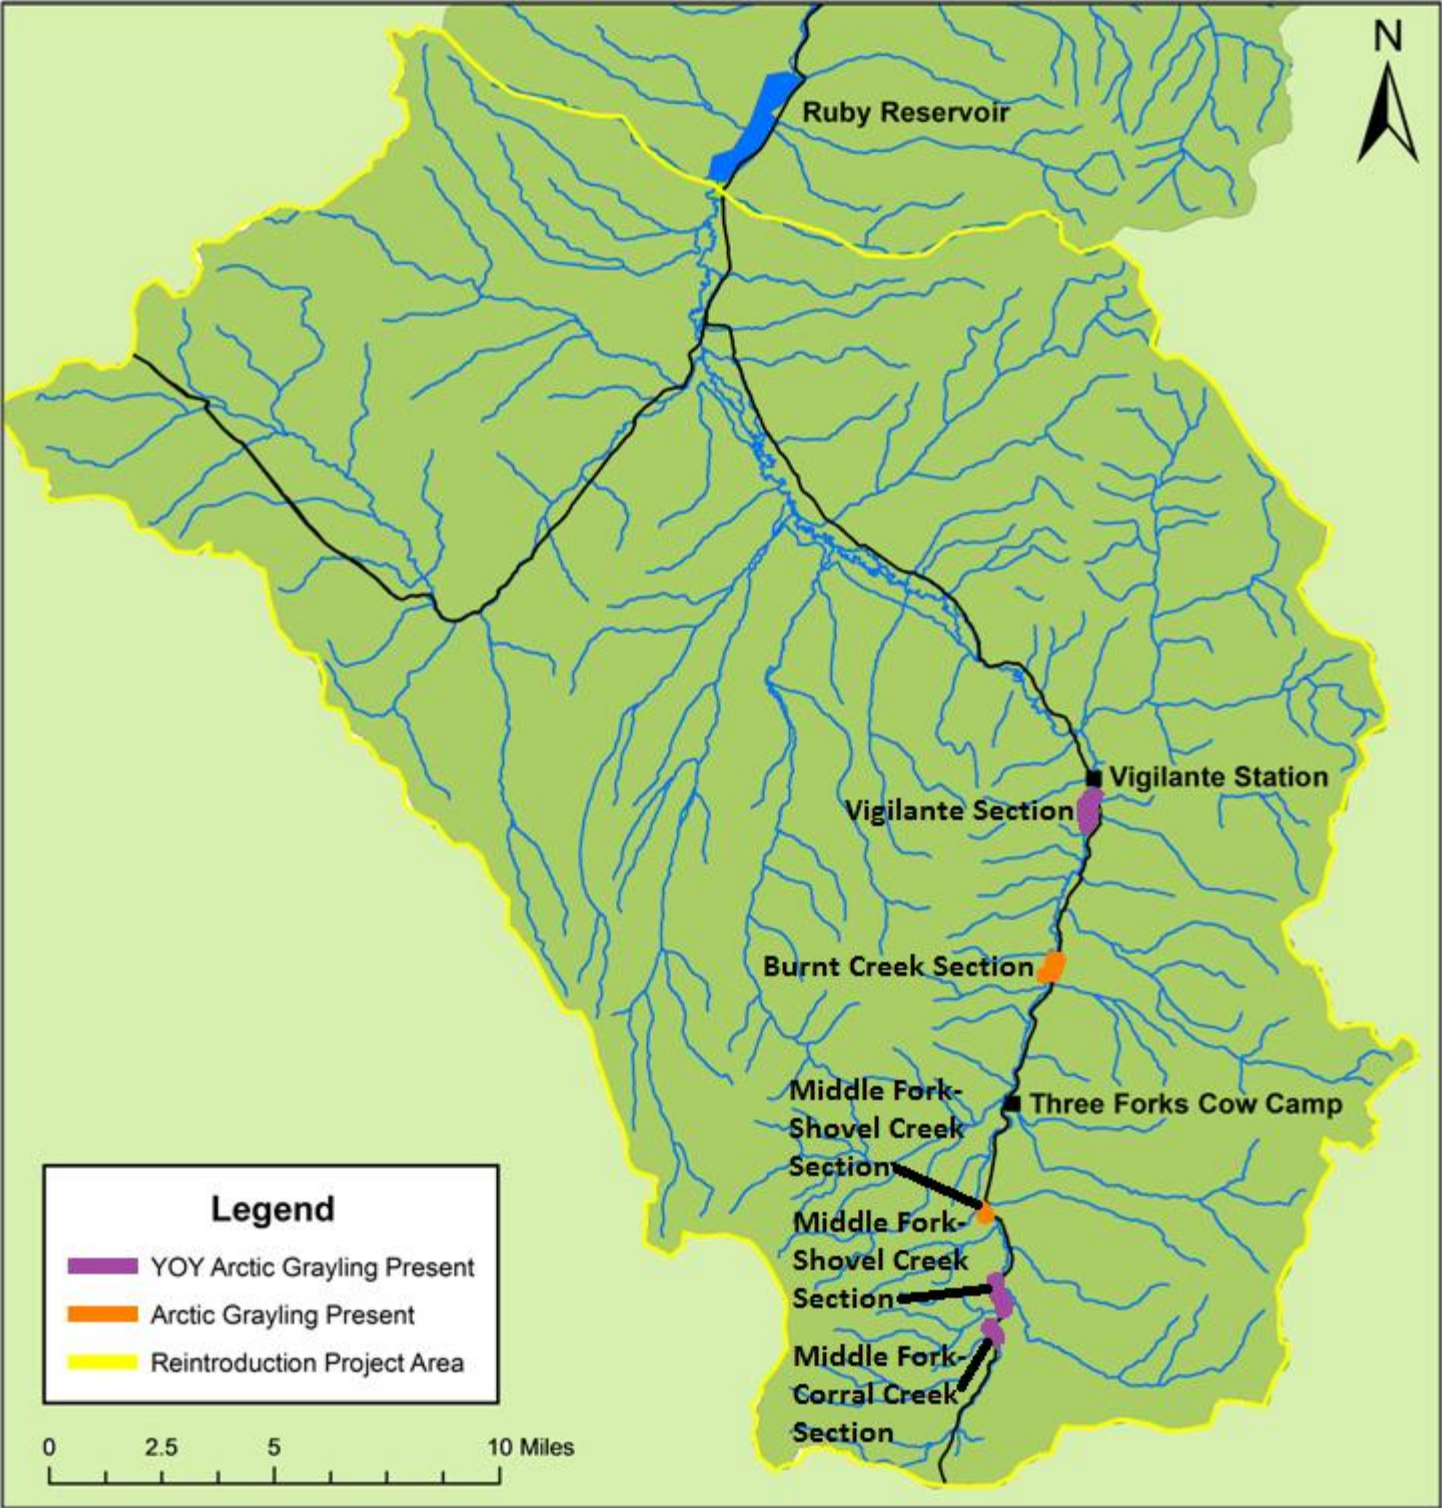 N
Ruby Reservoir
Vigilante Station
Vigilante Section
Burnt Creek Section
Three Forks Cow Camp
Middle Fork-
Shovel Creek
Section
Middle Fork-
Shovel Creek
Section
Middle Fork-
Corral Creek
Section
Legend
YOY Arctic Grayling Present
Arctic Grayling Present
Reintroduction Project Area
0 2.5 5 10 Miles